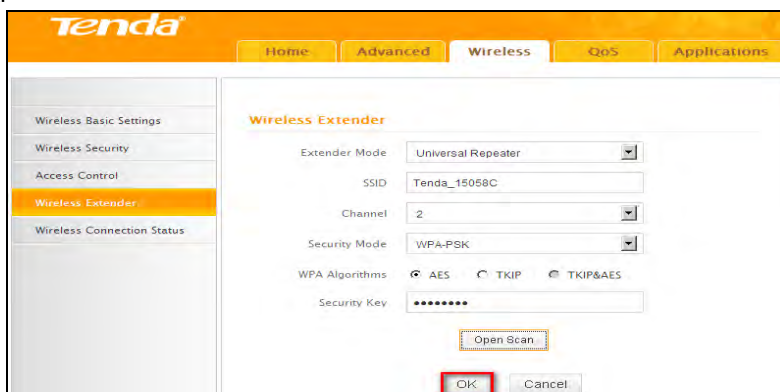 Tenda
Home Advanced Wireless QoS Applications
Wireless Basic Settings
Wireless Security
Access Control
Wireless Extender
Wireless Connection Status
Wireless Extender
Extender Mode Universal Repeater
SSID Tenda_15058C
Channel 2
Security Mode WPA-PSK
WPA Algorithms AES TKIP TKIP&AES
Security Key ••••••••
Open Scan
OK Cancel